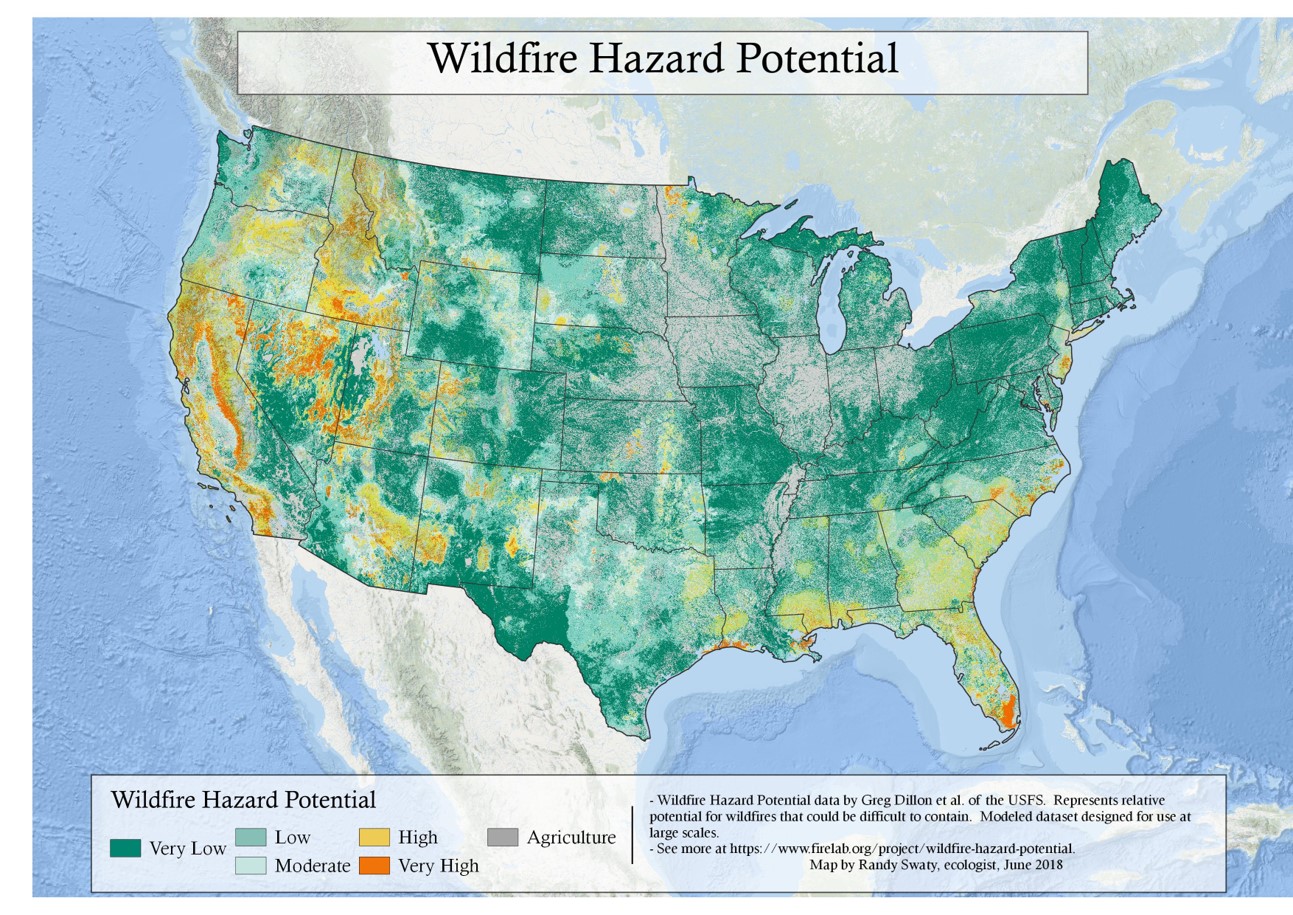 Wildfire Hazard Potential
Wildfire Hazard Potential
Very Low
Low
Moderate
High
Very High
Agriculture
- Wildfire Hazard Potential data by Greg Dillon et al. of the USFS. Represents relative
potential for wildfires that could be difficult to contain. Modeled dataset designed for use at
large scales.
- See more at https://www.firelab.org/project/wildfire-hazard-potential.
Map by Randy Swaty, ecologist, June 2018